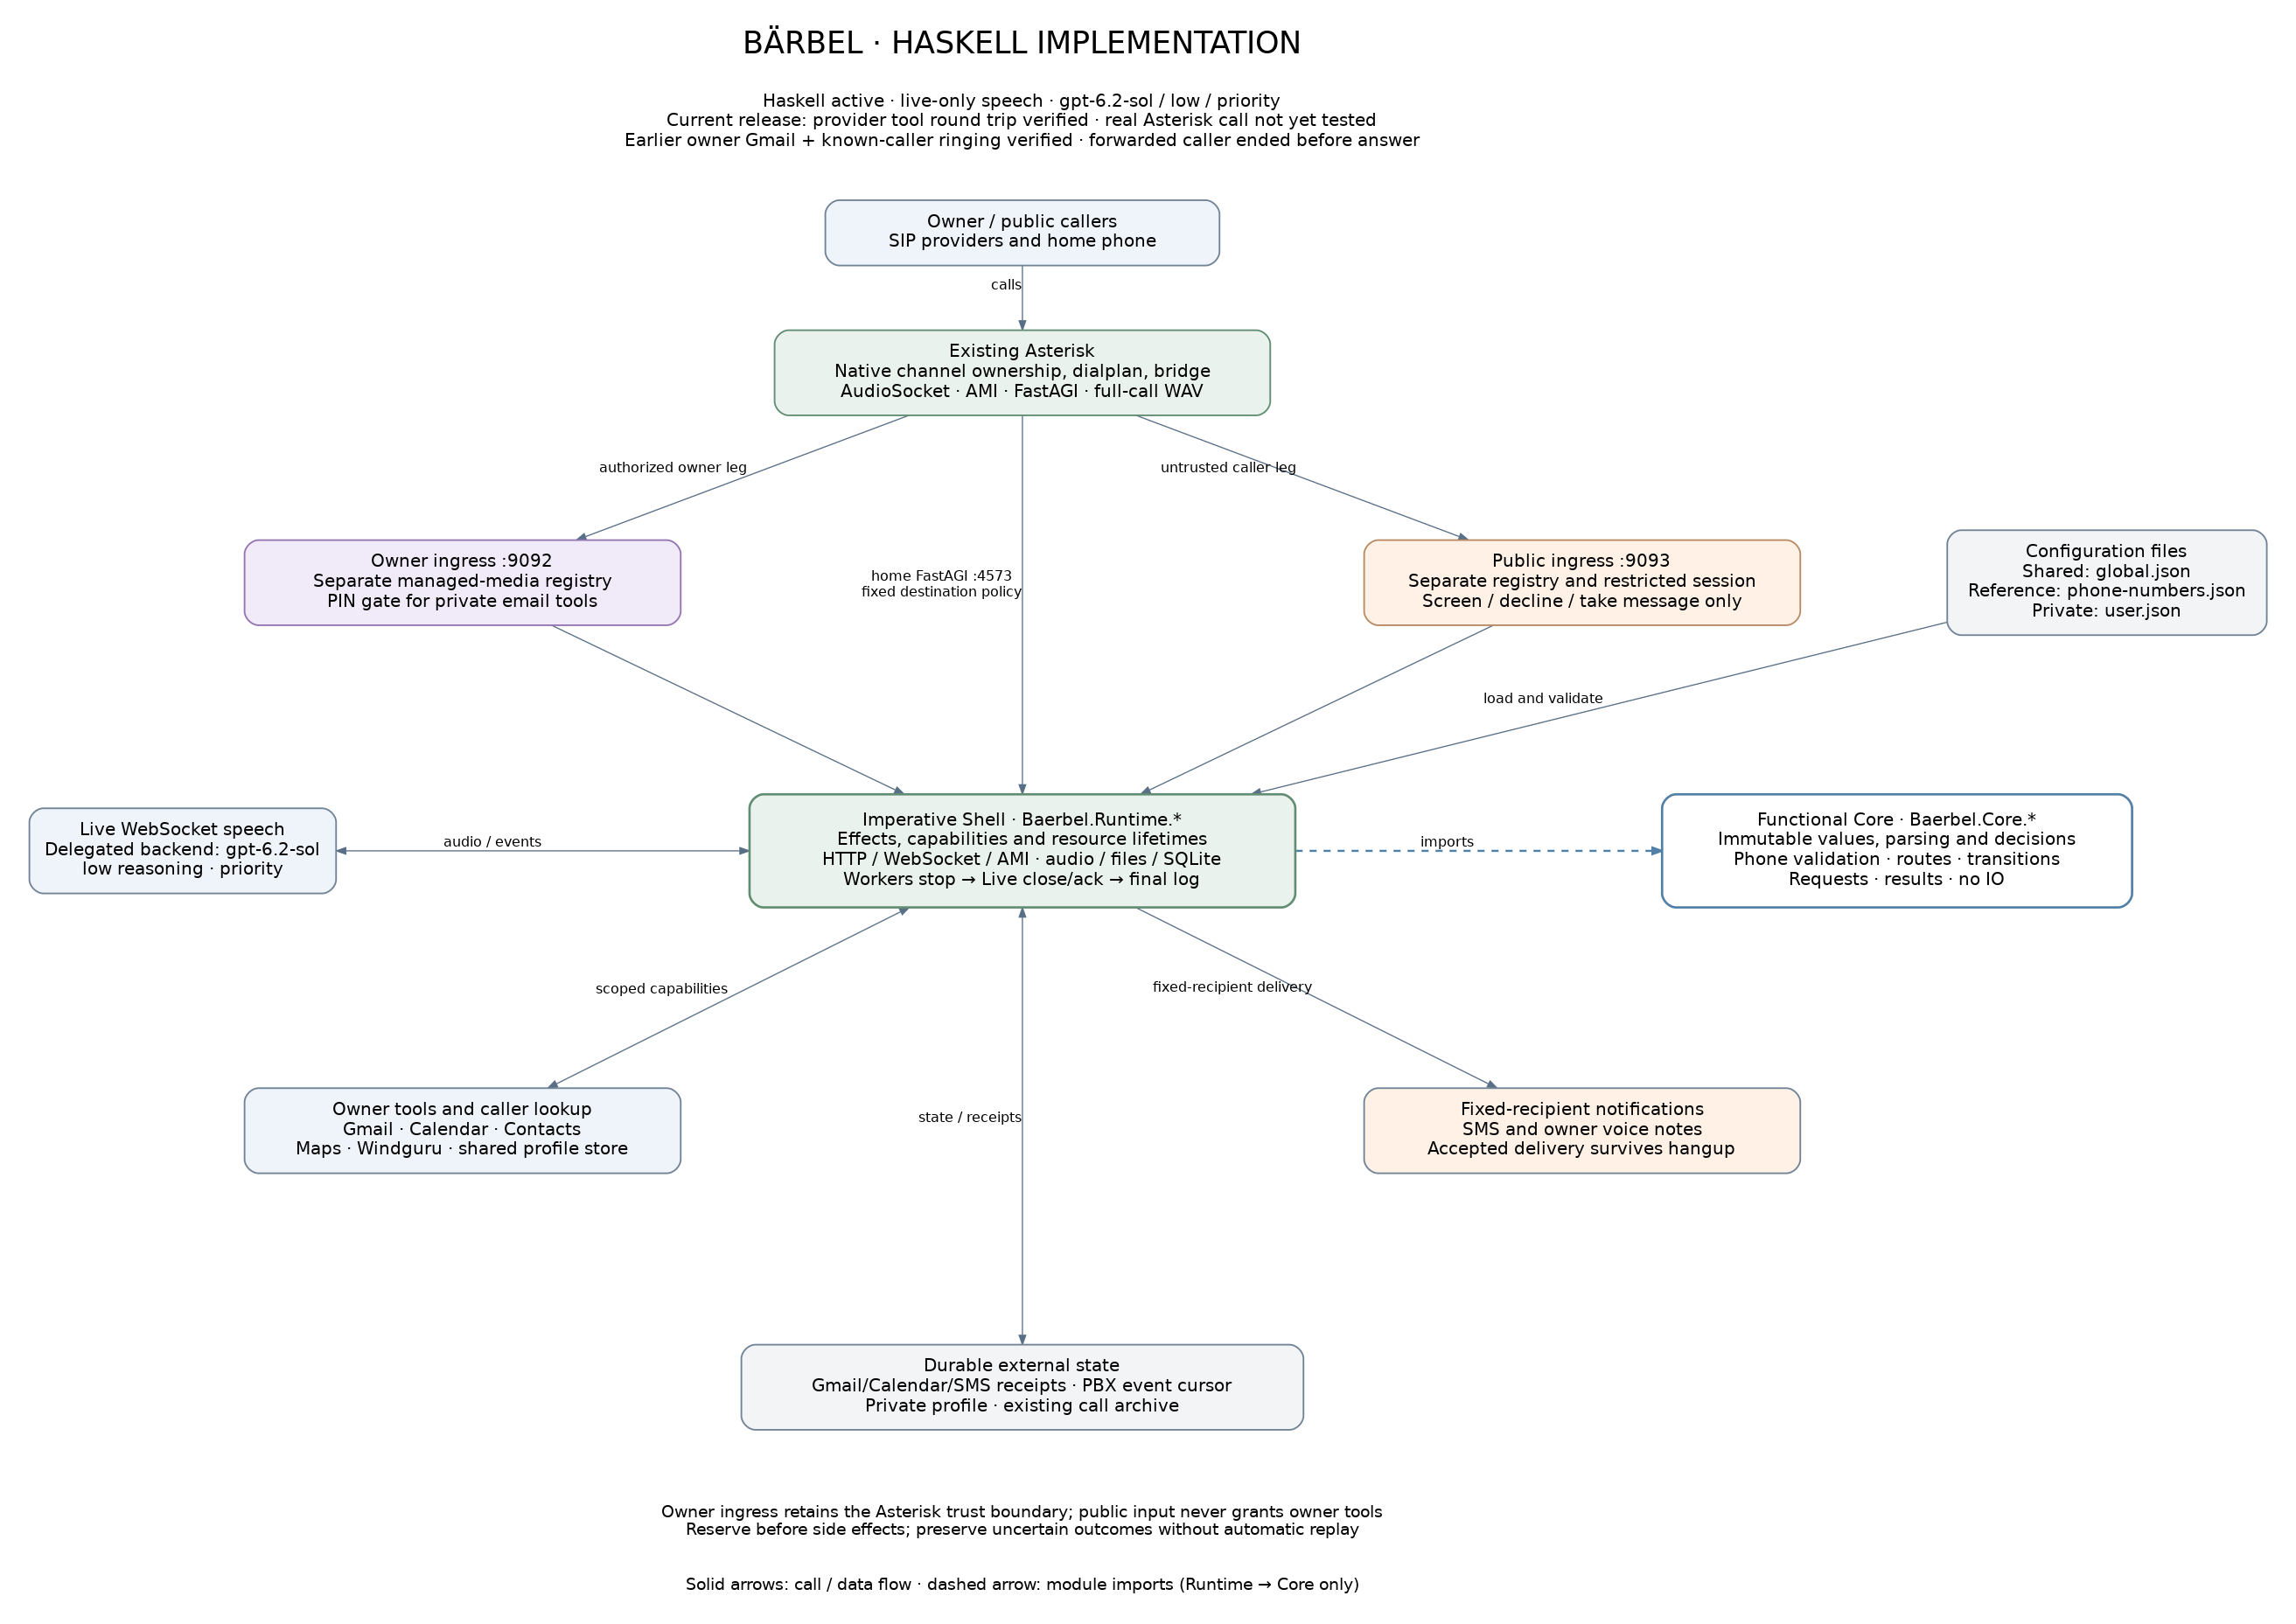 BÄRBEL · HASKELL IMPLEMENTATION
Haskell active · live-only speech · gpt-6.2-sol / low / priority
Current release: provider tool round trip verified · real Asterisk call not yet tested
Earlier owner Gmail + known-caller ringing verified · forwarded caller ended before answer
Owner / public callers
SIP providers and home phone
calls
Existing Asterisk
Native channel ownership, dialplan, bridge
AudioSocket · AMI · FastAGI · full-call WAV
authorized owner leg
untrusted caller leg
Owner ingress :9092
Separate managed-media registry
PIN gate for private email tools
home FastAGI :4573
fixed destination policy
Public ingress :9093
Separate registry and restricted session
Screen / decline / take message only
Configuration files
Shared: global.json
Reference: phone-numbers.json
Private: user.json
load and validate
Live WebSocket speech
Delegated backend: gpt-6.2-sol
low reasoning · priority
audio / events
Imperative Shell · Baerbel.Runtime.*
Effects, capabilities and resource lifetimes
HTTP / WebSocket / AMI · audio / files / SQLite
Workers stop → Live close/ack → final log
imports
Functional Core · Baerbel.Core.*
Immutable values, parsing and decisions
Phone validation · routes · transitions
Requests · results · no IO
scoped capabilities
fixed-recipient delivery
Owner tools and caller lookup
Gmail · Calendar · Contacts
Maps · Windguru · shared profile store
state / receipts
Fixed-recipient notifications
SMS and owner voice notes
Accepted delivery survives hangup
Durable external state
Gmail/Calendar/SMS receipts · PBX event cursor
Private profile · existing call archive
Owner ingress retains the Asterisk trust boundary; public input never grants owner tools
Reserve before side effects; preserve uncertain outcomes without automatic replay
Solid arrows: call / data flow · dashed arrow: module imports (Runtime → Core only)